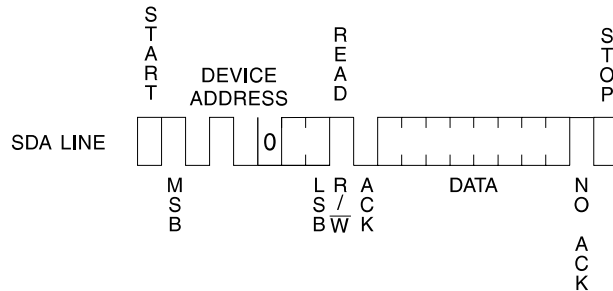 START
DEVICE
ADDRESS
READ
STOP
SDA LINE
0
MSB
LSB
R/W
ACK
DATA
NO ACK